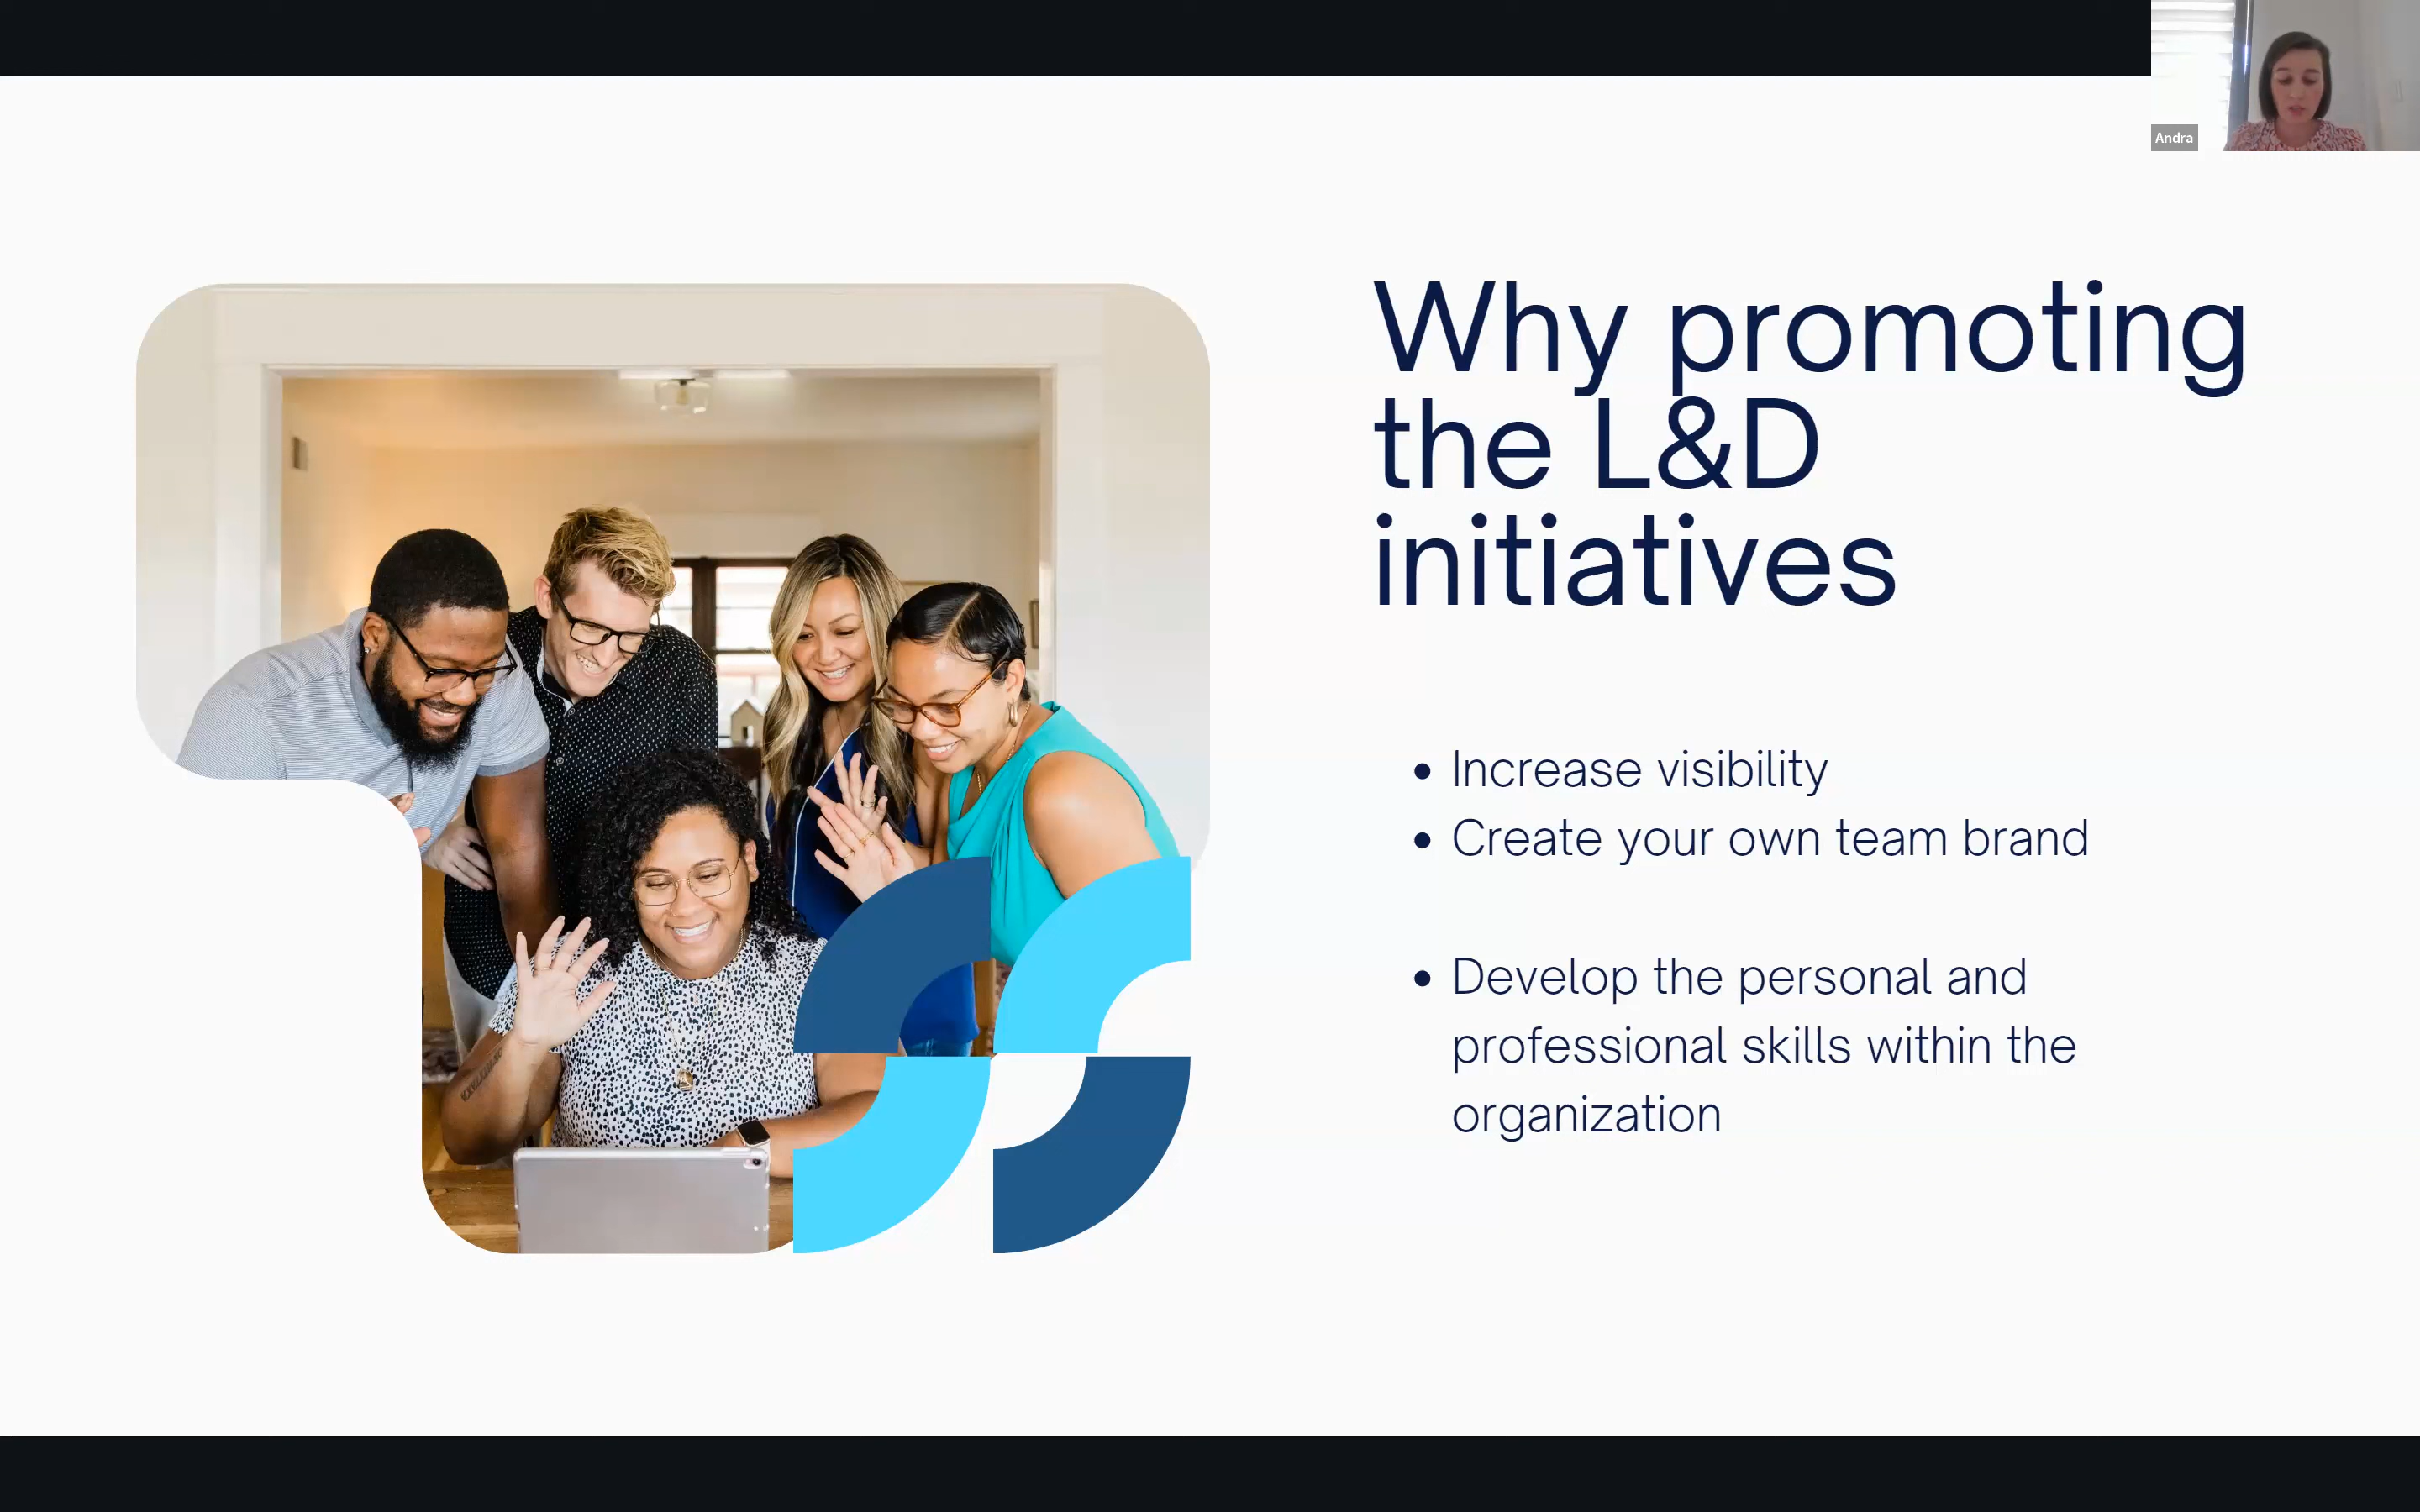 Andra
Why promoting
the L&D
initiatives
• Increase visibility
• Create your own team brand
• Develop the personal and
professional skills within the
organization